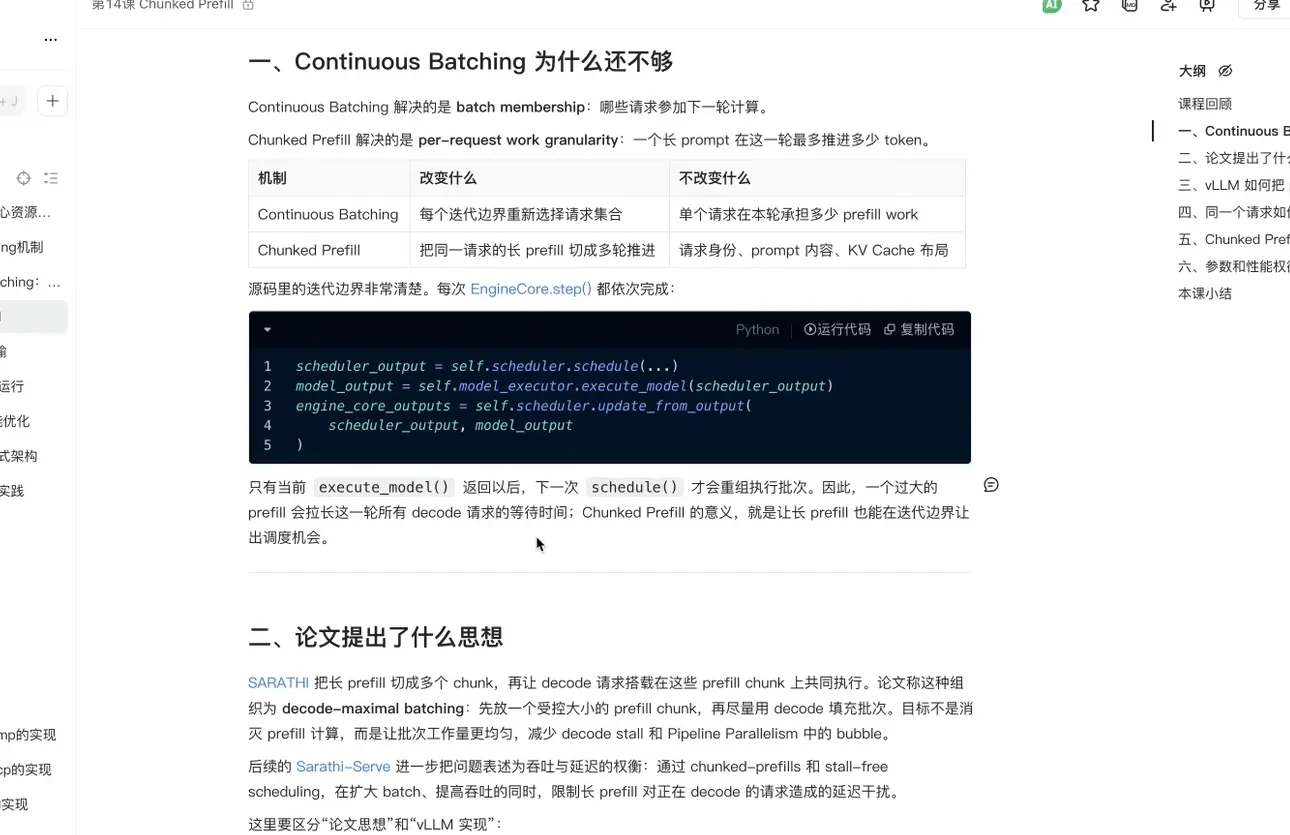 第14课 Chunked Prefill
AI
分享
...
+ J
+
心资源...
ng机制
ching: ...
输
运行
能优化
式架构
实践
mp的实现
cp的实现
实现
一、Continuous Batching 为什么还不够
Continuous Batching 解决的是 batch membership：哪些请求参加下一轮计算。
Chunked Prefill 解决的是 per-request work granularity：一个长 prompt 在这一轮最多推进多少 token。
机制 改变什么 不改变什么
Continuous Batching 每个迭代边界重新选择请求集合 单个请求在本轮承担多少 prefill work
Chunked Prefill 把同一请求的长 prefill 切成多轮推进 请求身份、prompt 内容、KV Cache 布局
源码里的迭代边界非常清楚。每次 EngineCore.step() 都依次完成：
Python 运行代码 复制代码
1 scheduler_output = self.scheduler.schedule(...)
2 model_output = self.model_executor.execute_model(scheduler_output)
3 engine_core_outputs = self.scheduler.update_from_output(
4 scheduler_output, model_output
5 )
只有当前 execute_model() 返回以后，下一次 schedule() 才会重组执行批次。因此，一个过大的
prefill 会拉长这一轮所有 decode 请求的等待时间；Chunked Prefill 的意义，就是让长 prefill 也能在迭代边界让
出调度机会。
二、论文提出了什么思想
SARATHI 把长 prefill 切成多个 chunk，再让 decode 请求搭载在这些 prefill chunk 上共同执行。论文称这种组
织为 decode-maximal batching：先放一个受控大小的 prefill chunk，再尽量用 decode 填充批次。目标不是消
灭 prefill 计算，而是让批次工作量更均匀，减少 decode stall 和 Pipeline Parallelism 中的 bubble。
后续的 Sarathi-Serve 进一步把问题表述为吞吐与延迟的权衡：通过 chunked-prefills 和 stall-free
scheduling，在扩大 batch、提高吞吐的同时，限制长 prefill 对正在 decode 的请求造成的延迟干扰。
这里要区分“论文思想”和“vLLM 实现”：
大纲
课程回顾
一、Continuous B
二、论文提出了什么
三、vLLM 如何把
四、同一个请求如何
五、Chunked Pref
六、参数和性能权衡
本课小结